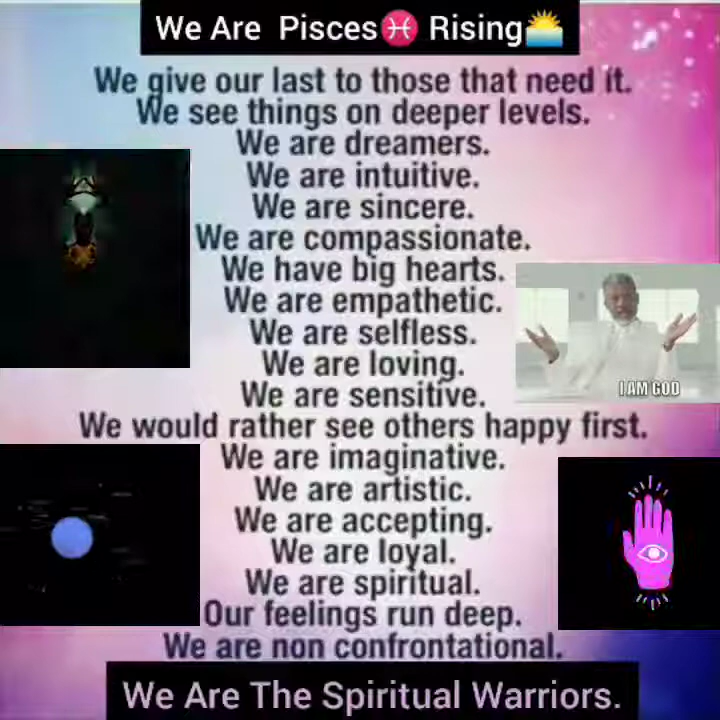 We Are Pisces♓ Rising🌅
We give our last to those that need it.
We see things on deeper levels.
We are dreamers.
We are intuitive.
We are sincere.
We are compassionate.
We have big hearts.
We are empathetic.
We are selfless.
We are loving.
We are sensitive.
I AM GOD
We would rather see others happy first.
We are imaginative.
We are artistic.
We are accepting.
We are loyal.
We are spiritual.
Our feelings run deep.
We are non confrontational.
We Are The Spiritual Warriors.